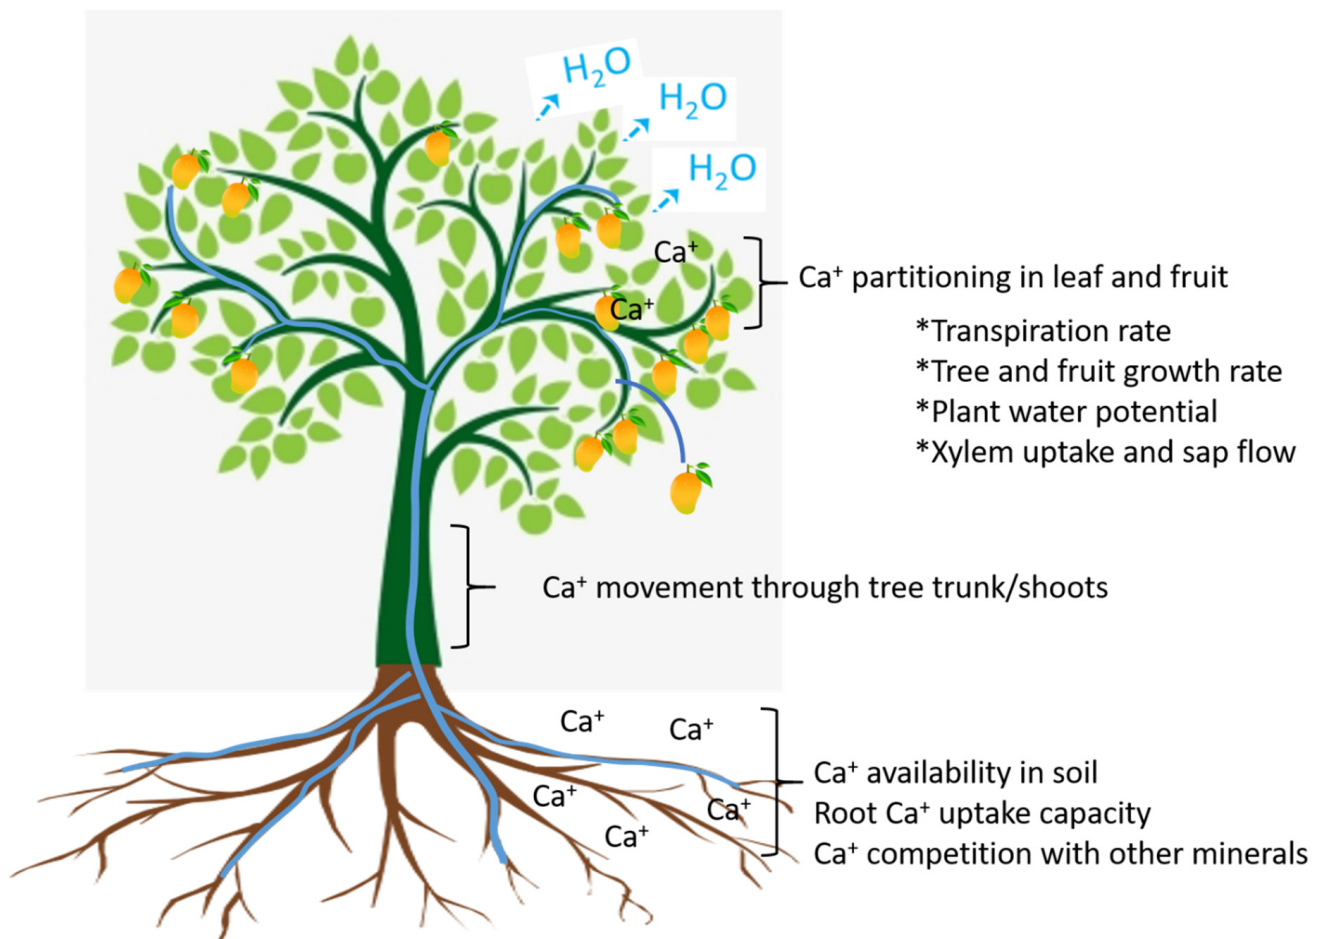 H₂O
H₂O
H₂O
Ca⁺
Ca⁺ partitioning in leaf and fruit
Ca⁺
*Transpiration rate
*Tree and fruit growth rate
*Plant water potential
*Xylem uptake and sap flow
Ca⁺ movement through tree trunk/shoots
Ca⁺
Ca⁺
Ca⁺ availability in soil
Ca⁺
Ca⁺
Root Ca⁺ uptake capacity
Ca⁺
Ca⁺ competition with other minerals